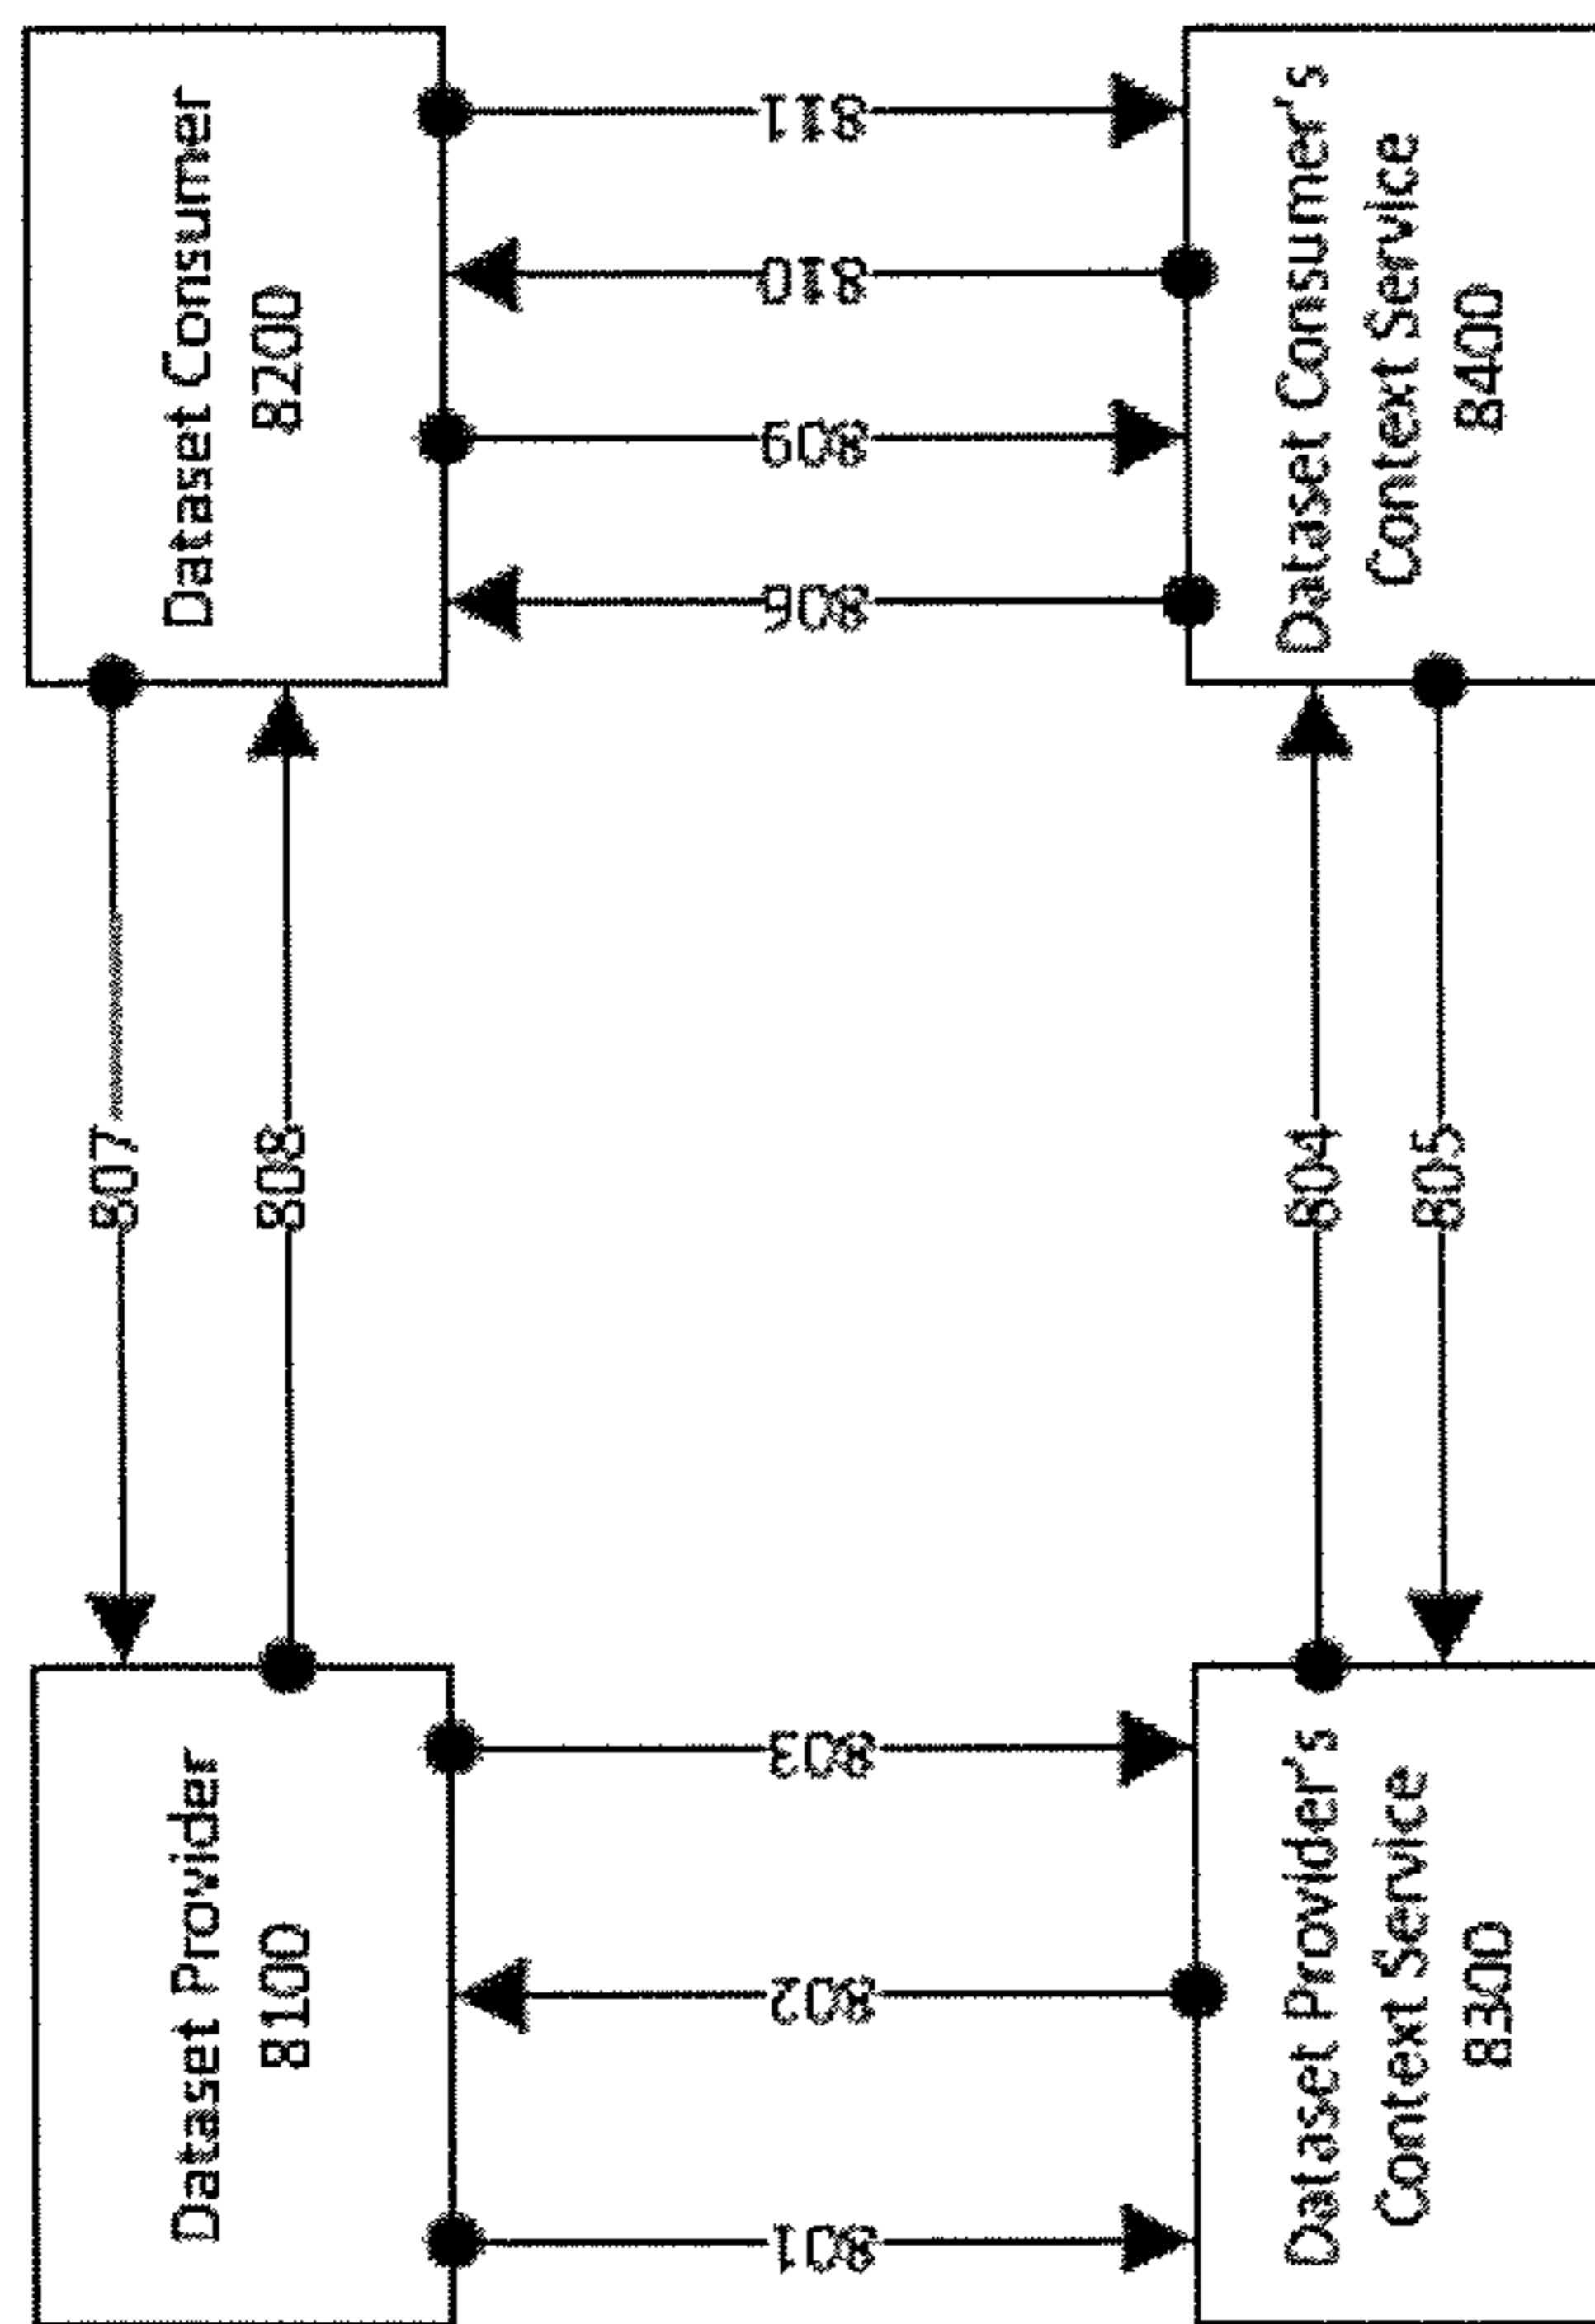 Dataset Provider
8100
807
808
Dataset Consumer
8200
801
802
803
806
809
810
811
Dataset Provider's
Context Service
8300
804
805
Dataset Consumer's
Context Service
8400